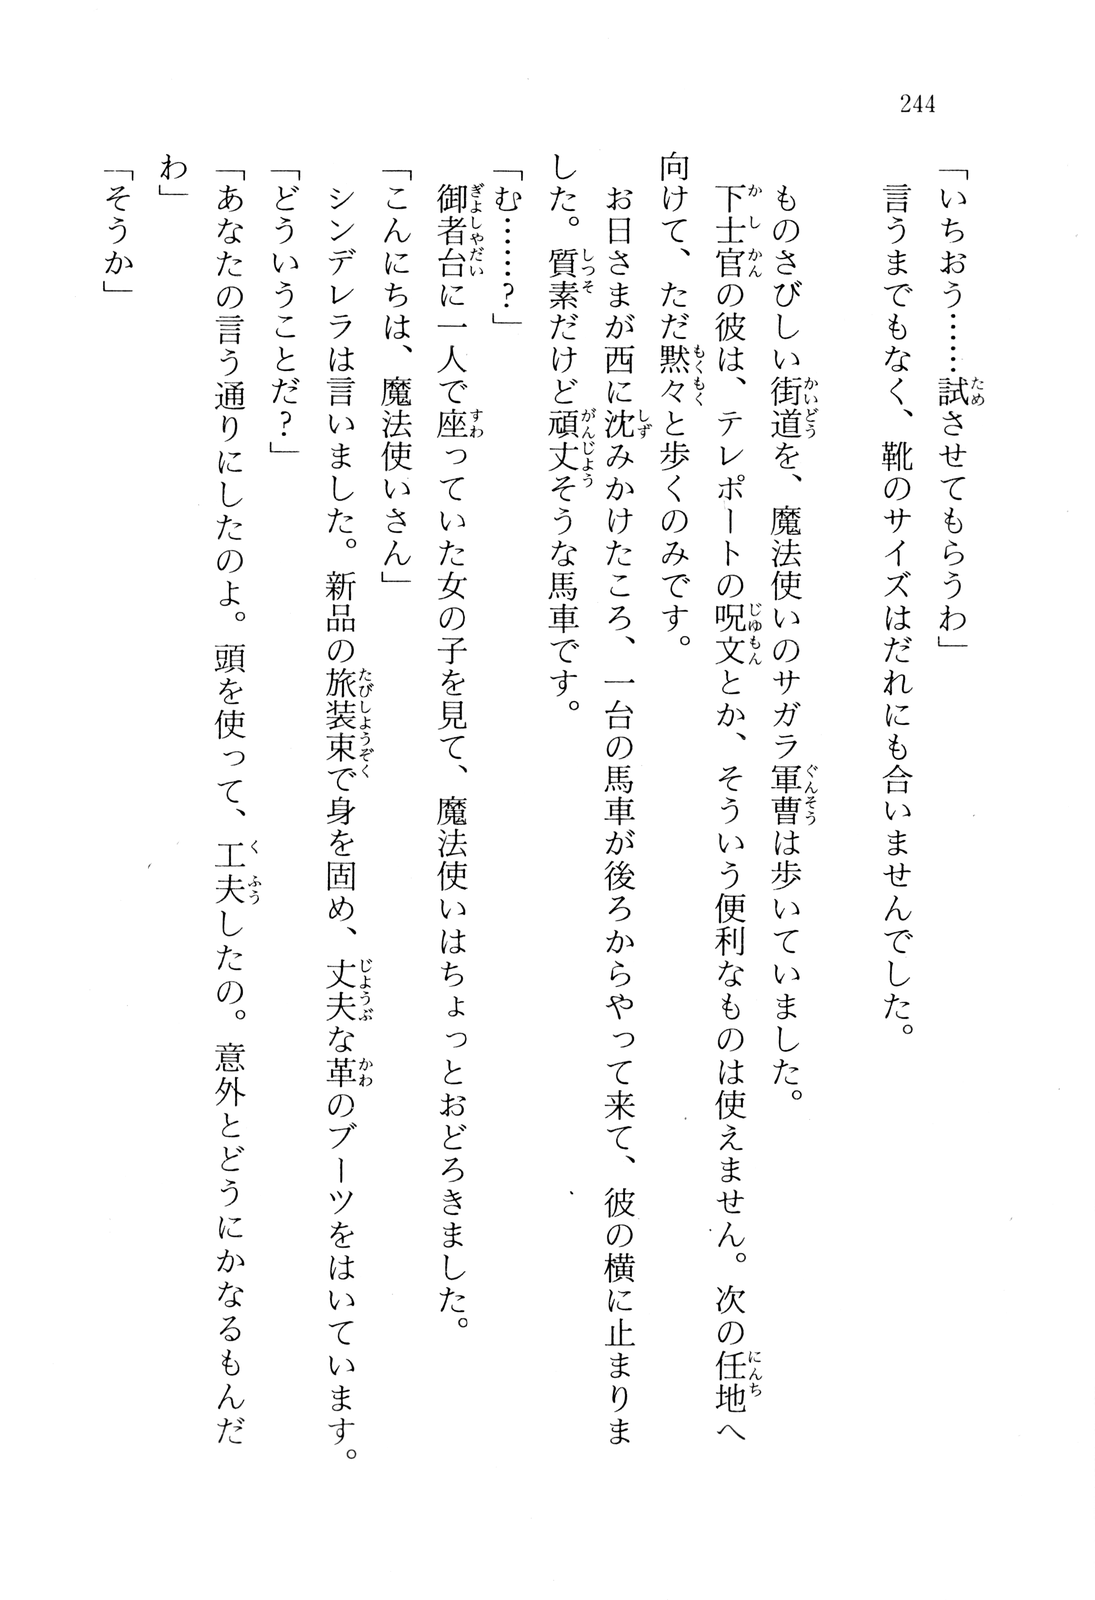 244
「いちおう……試させてもらうわ」
言うまでもなく、靴のサイズはだれにも合いませんでした。
ものさびしい街道を、魔法使いのサガラ軍曹は歩いていました。
下士官の彼は、テレポートの呪文とか、そういう便利なものは使えません。次の任地へ
向けて、ただ黙々と歩くのみです。
お日さまが西に沈みかけたころ、一台の馬車が後ろからやって来て、彼の横に止まりま
した。質素だけど頑丈そうな馬車です。
「む……?」
御者台に一人で座っていた女の子を見て、魔法使いはちょっとおどろきました。
「こんにちは、魔法使いさん」
シンデレラは言いました。新品の旅装束で身を固め、丈夫な革のブーツをはいています。
「どういうことだ?」
「あなたの言う通りにしたのよ。頭を使って、工夫したの。意外とどうにかなるもんだ
わ」
「そうか」